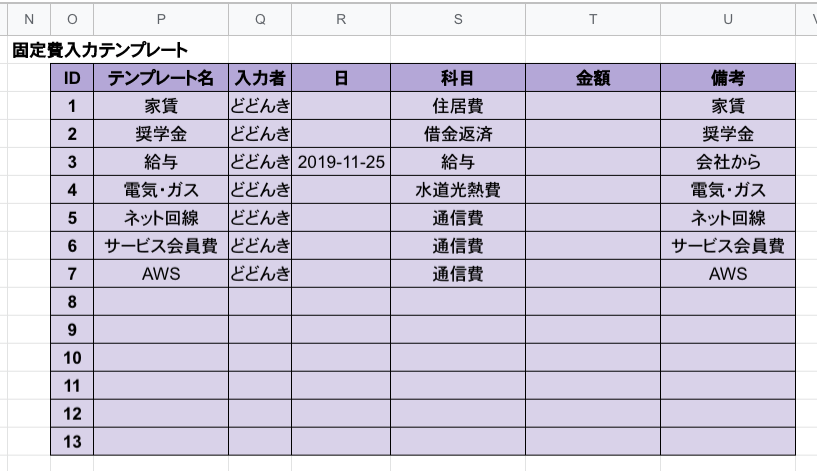 N O P Q R S T U
固定費入力テンプレート
ID テンプレート名 入力者 日 科目 金額 備考
1 家賃 どどんき 住居費 家賃
2 奨学金 どどんき 借金返済 奨学金
3 給与 どどんき 2019-11-25 給与 会社から
4 電気・ガス どどんき 水道光熱費 電気・ガス
5 ネット回線 どどんき 通信費 ネット回線
6 サービス会員費 どどんき 通信費 サービス会員費
7 AWS どどんき 通信費 AWS
8
9
10
11
12
13